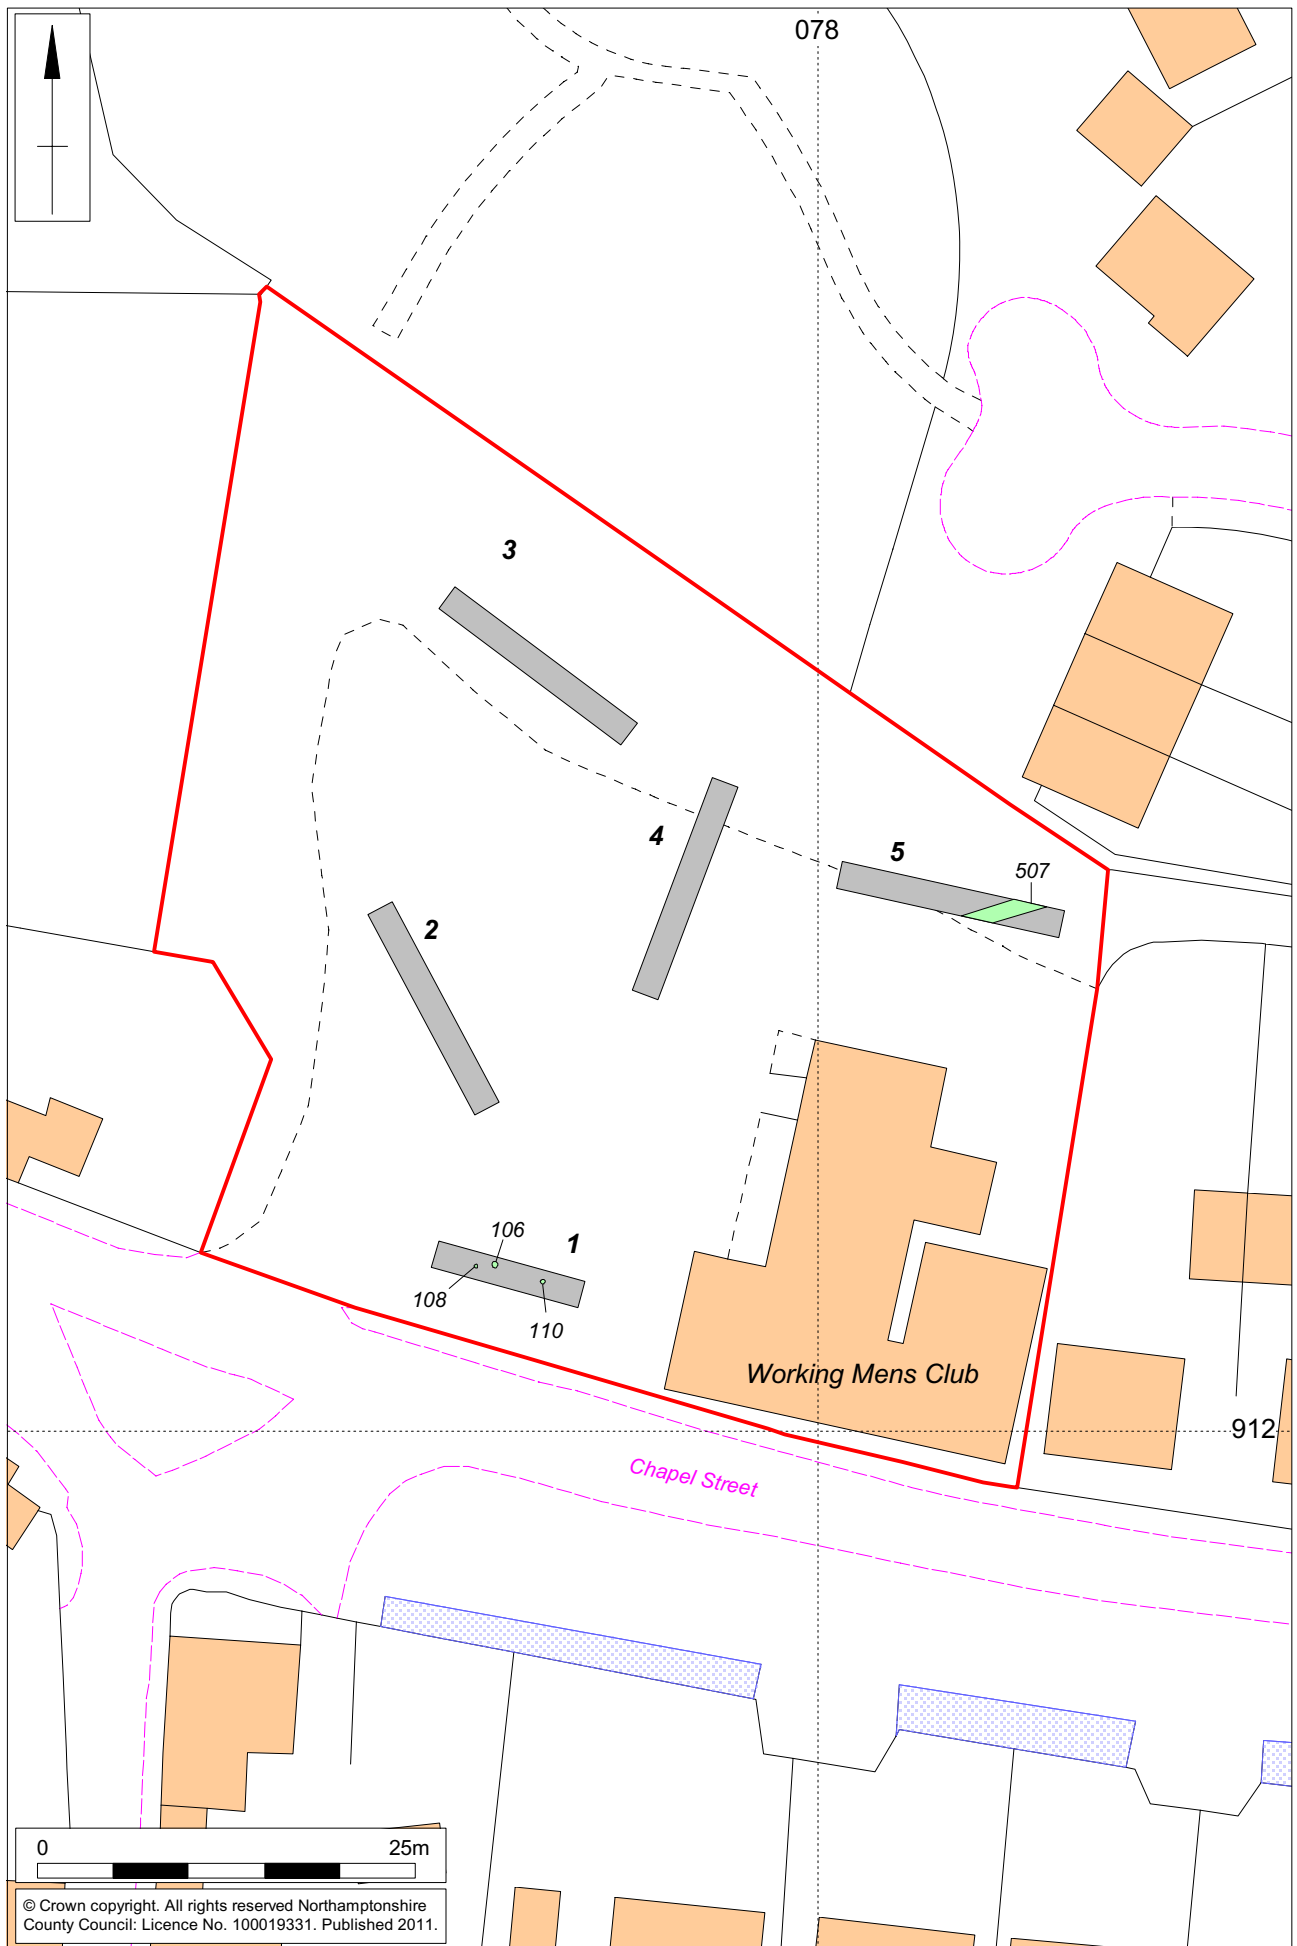 078
3
4
5
507
2
106
1
108
110
Working Mens Club
912
Chapel Street
0 25m
© Crown copyright. All rights reserved Northamptonshire
County Council: Licence No. 100019331. Published 2011.